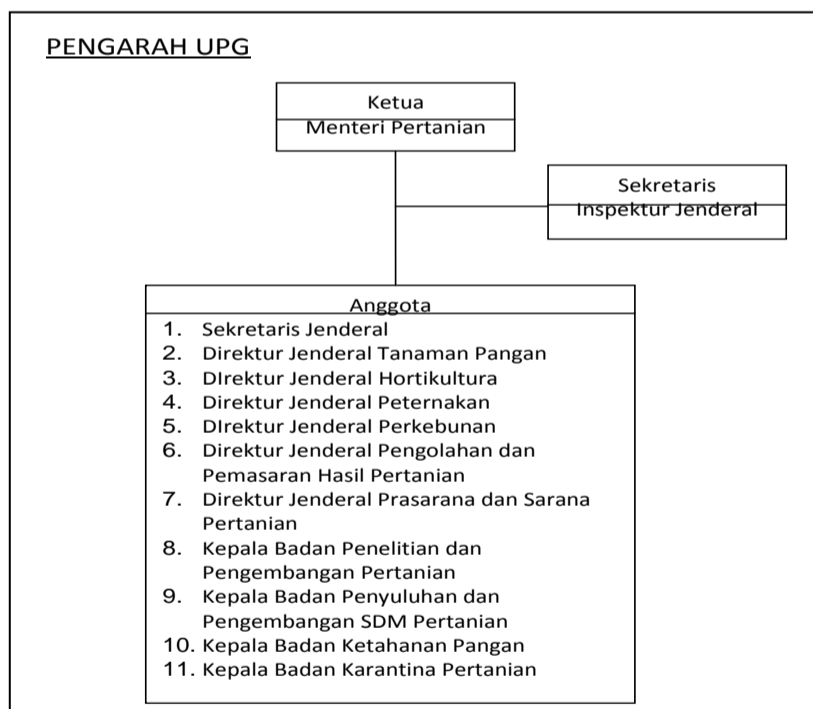 PENGARAH UPG
Ketua
Menteri Pertanian
Sekretaris
Inspektur Jenderal
Anggota
1. Sekretaris Jenderal
2. Direktur Jenderal Tanaman Pangan
3. DIrektur Jenderal Hortikultura
4. Direktur Jenderal Peternakan
5. DIrektur Jenderal Perkebunan
6. Direktur Jenderal Pengolahan dan
Pemasaran Hasil Pertanian
7. Direktur Jenderal Prasarana dan Sarana
Pertanian
8. Kepala Badan Penelitian dan
Pengembangan Pertanian
9. Kepala Badan Penyuluhan dan
Pengembangan SDM Pertanian
10. Kepala Badan Ketahanan Pangan
11. Kepala Badan Karantina Pertanian